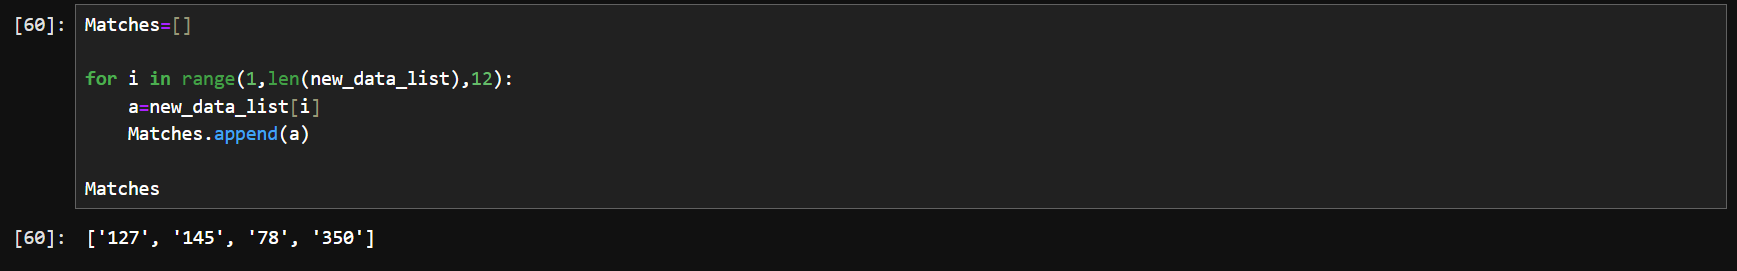 [60]: Matches=[]
for i in range(1,len(new_data_list),12):
    a=new_data_list[i]
    Matches.append(a)
Matches
[60]: ['127', '145', '78', '350']